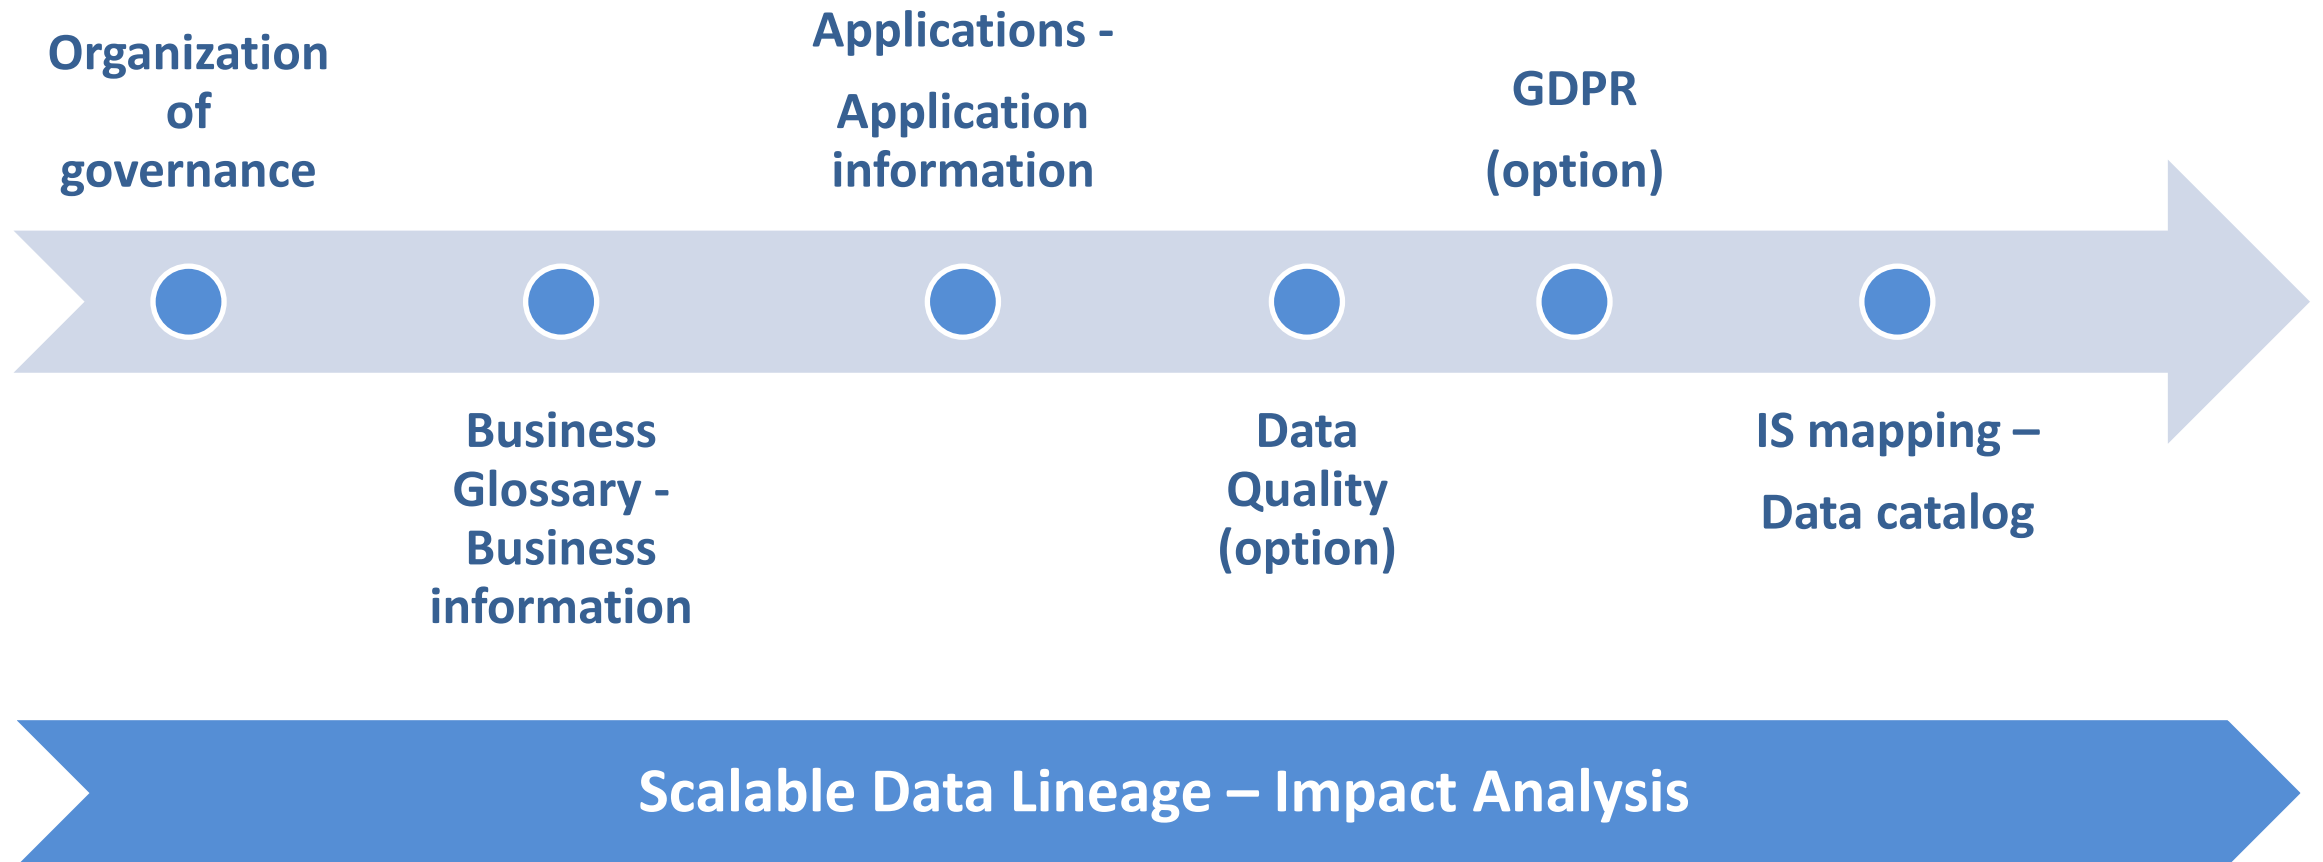 Organization
of
governance
Business
Glossary -
Business
information
Applications -
Application
information
Data
Quality
(option)
GDPR
(option)
IS mapping –
Data catalog
Scalable Data Lineage – Impact Analysis